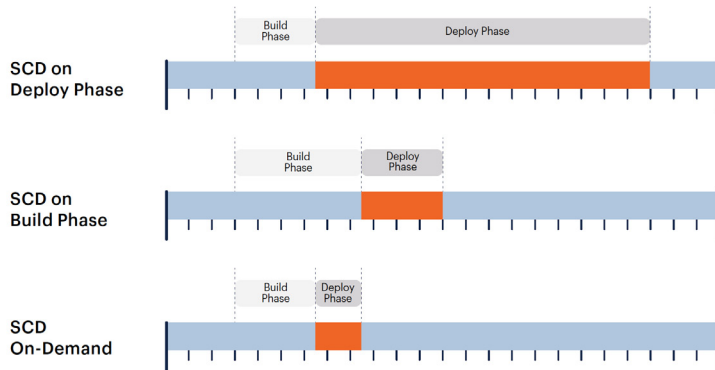 Build
Phase
Deploy Phase
SCD on
Deploy Phase
Build
Phase
Deploy
Phase
SCD on
Build Phase
Build
Phase
Deploy
Phase
SCD
On-Demand